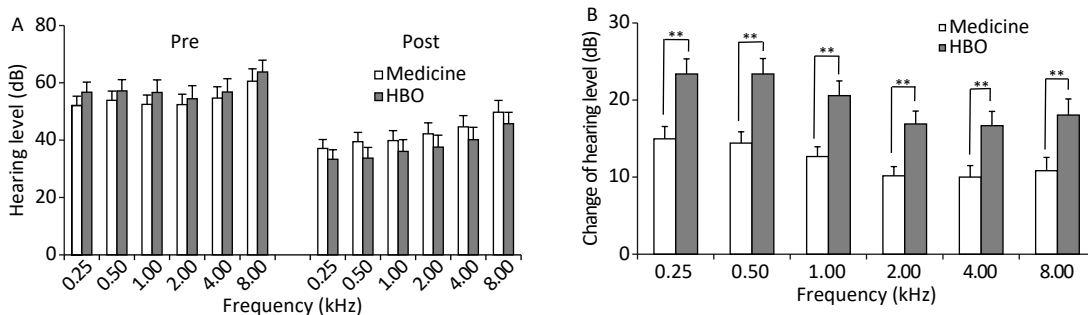 A
80
60
40
20
0
Hearing level (dB)
Pre
Post
Medicine
HBO
0.25
0.50
1.00
2.00
4.00
8.00
0.25
0.50
1.00
2.00
4.00
8.00
Frequency (kHz)
B
30
20
10
0
Change of hearing level (dB)
Medicine
HBO
**
**
**
**
**
**
0.25
0.50
1.00
2.00
4.00
8.00
Frequency (kHz)